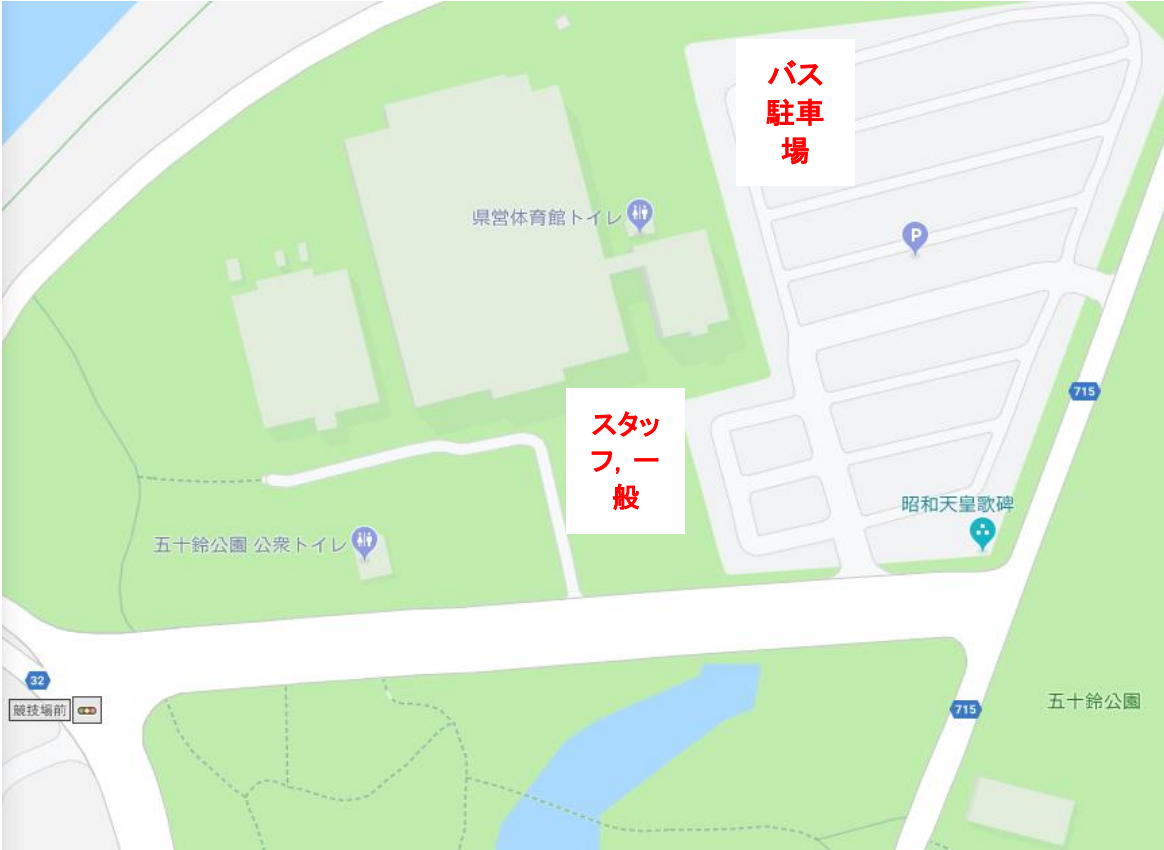 バス
駐車
場
県営体育館トイレ
P
715
スタッ
フ, 一
般
昭和天皇歌碑
五十鈴公園 公衆トイレ
32
競技場前
五十鈴公園
715